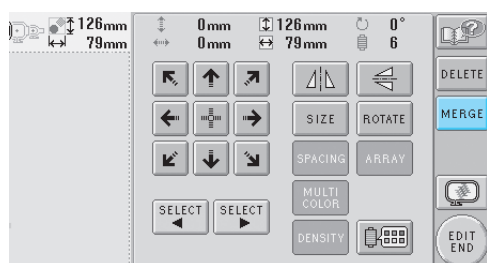 126mm 0mm 126mm 0°
79mm 0mm 79mm 6
DELETE
SIZE ROTATE MERGE
SPACING ARRAY
MULTI
COLOR
SELECT SELECT
DENSITY EDIT
END